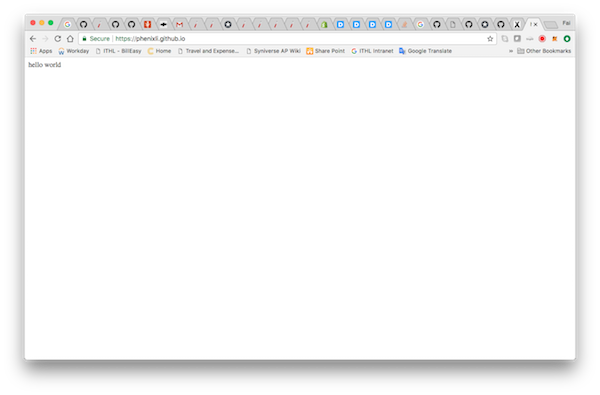 Fai
Secure https://phenixli.github.io
Apps Workday ITHL - BillEasy Home Travel and Expense... Syniverse AP Wiki Share Point ITHL Intranet Google Translate » Other Bookmarks
hello world